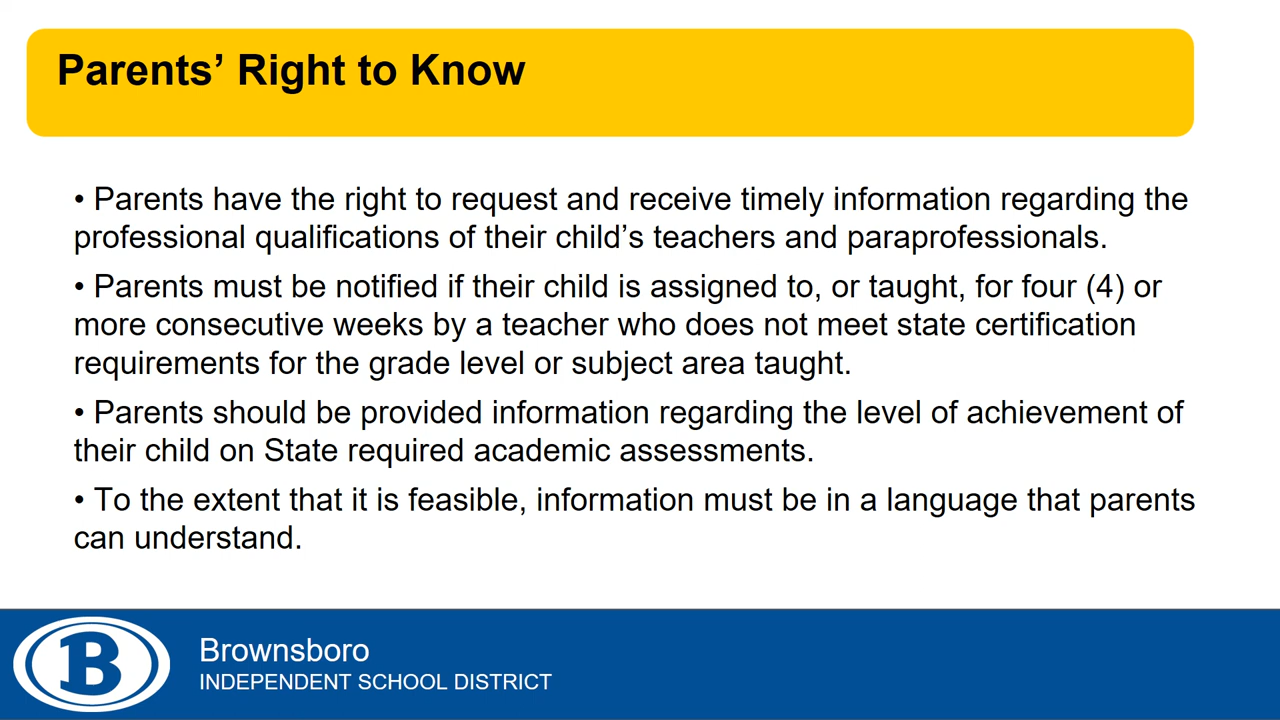 Parents’ Right to Know
• Parents have the right to request and receive timely information regarding the
professional qualifications of their child’s teachers and paraprofessionals.
• Parents must be notified if their child is assigned to, or taught, for four (4) or
more consecutive weeks by a teacher who does not meet state certification
requirements for the grade level or subject area taught.
• Parents should be provided information regarding the level of achievement of
their child on State required academic assessments.
• To the extent that it is feasible, information must be in a language that parents
can understand.
B
Brownsboro
INDEPENDENT SCHOOL DISTRICT